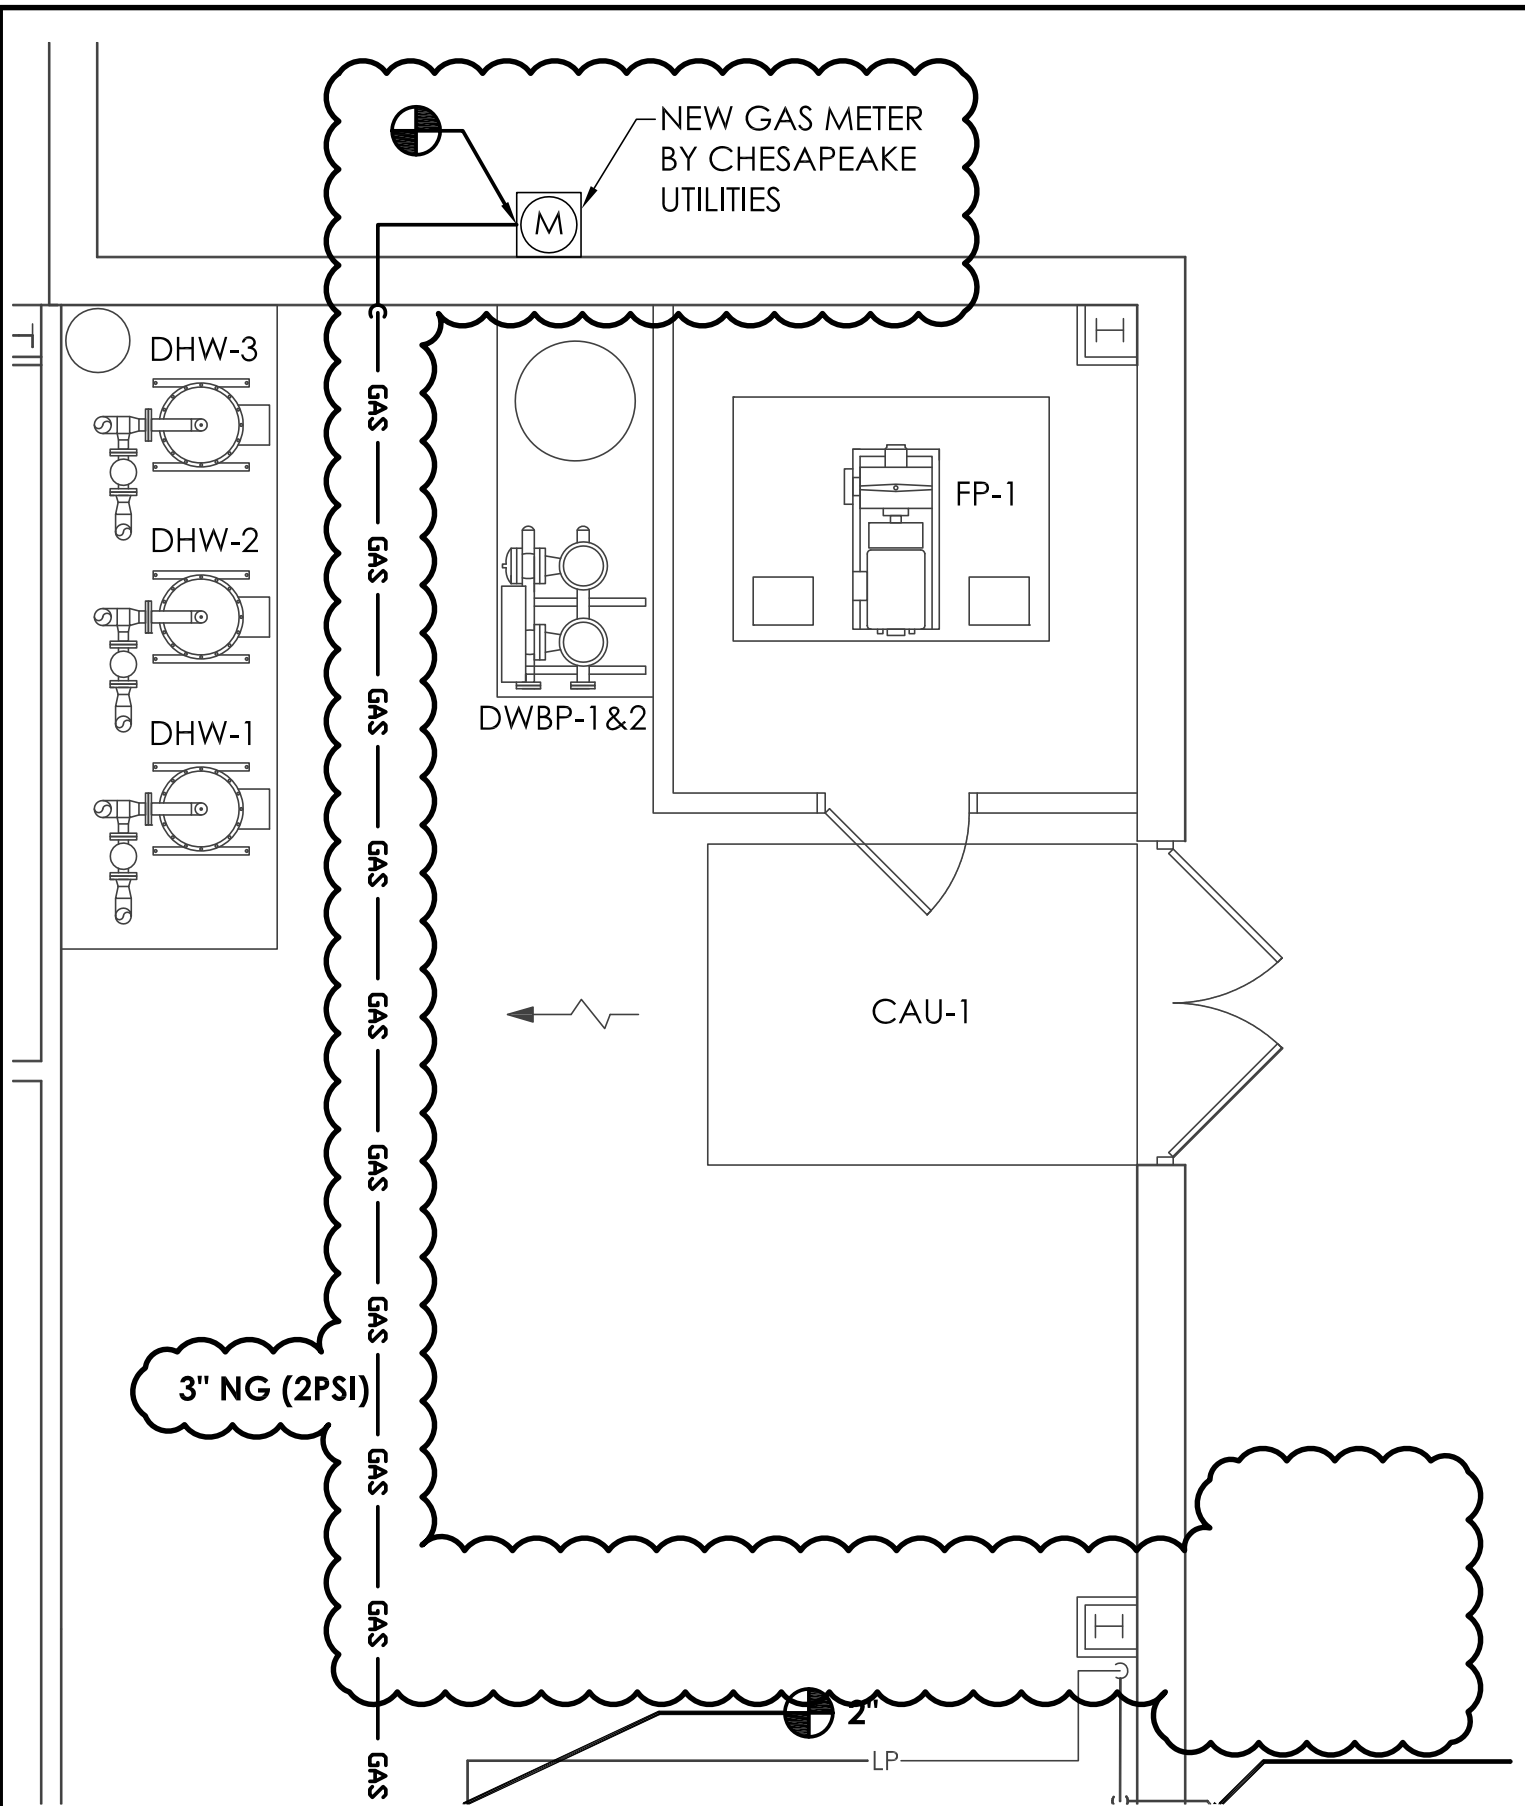 NEW GAS METER
BY CHESAPEAKE
UTILITIES
M
DHW-3
GAS
FP-1
DHW-2
GAS
DWBP-1&2
GAS
DHW-1
GAS
CAU-1
GAS
GAS
GAS
3" NG (2PSI)
GAS
GAS
2"
LP
GAS